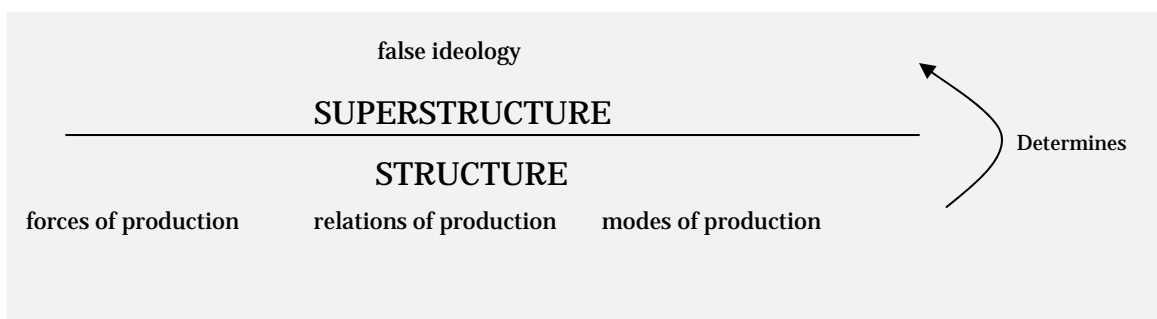 false ideology
SUPERSTRUCTURE
Determines
STRUCTURE
forces of production relations of production modes of production